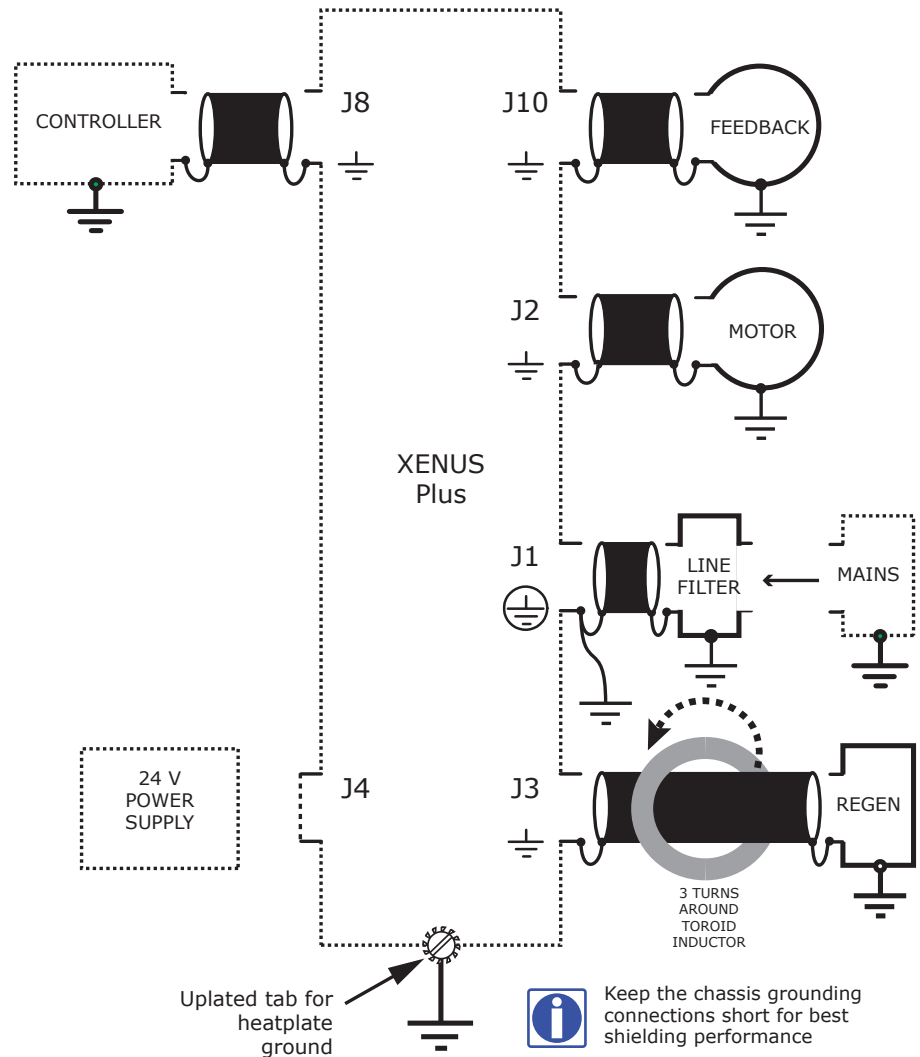 CONTROLLER
J8
J10
FEEDBACK
J2
MOTOR
XENUS
Plus
J1
LINE
FILTER
MAINS
24 V
POWER
SUPPLY
J4
J3
REGEN
3 TURNS
AROUND
TOROID
INDUCTOR
Uplated tab for
heatplate
ground
Keep the chassis grounding
connections short for best
shielding performance